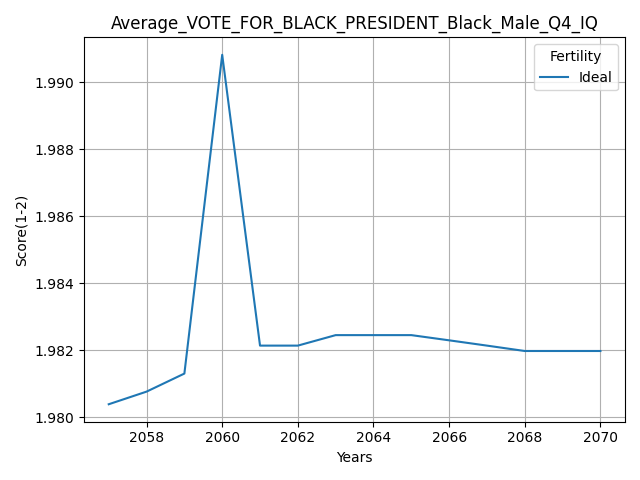 Average_VOTE_FOR_BLACK_PRESIDENT_Black_Male_Q4_IQ
Fertility
Ideal
Score(1-2)
1.990
1.988
1.986
1.984
1.982
1.980
2058 2060 2062 2064 2066 2068 2070
Years